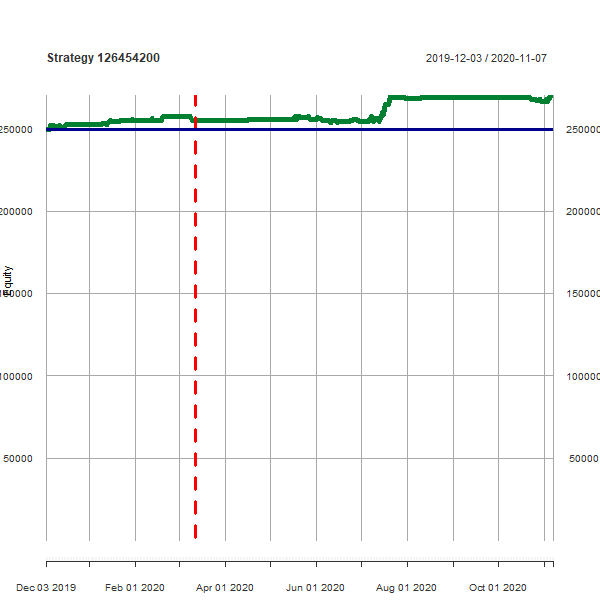 Strategy 126454200
2019-12-03 / 2020-11-07
250000
250000
200000
200000
150000
100000
100000
50000
50000
Dec 03 2019
Feb 01 2020
Apr 01 2020
Jun 01 2020
Aug 01 2020
Oct 01 2020